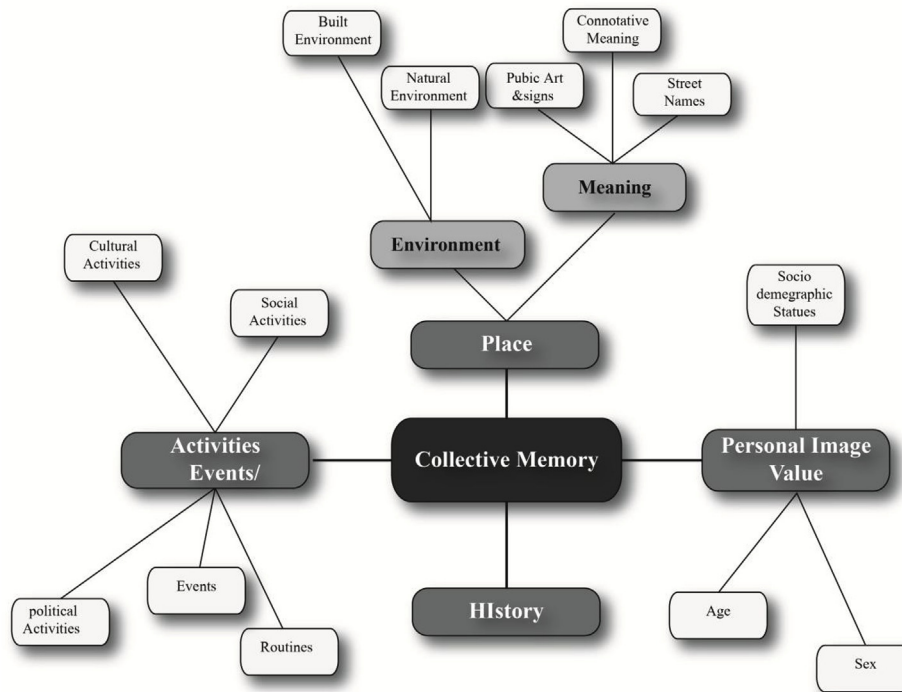 Built
Environment
Connotative
Meaning
Natural
Environment
Pubic Art
&signs
Street
Names
Meaning
Environment
Cultural
Activities
Social
Activities
Socio
demegraphic
Statues
Place
Activities
Events/
Collective Memory
Personal Image
Value
Events
political
Activities
Routines
HIstory
Age
Sex